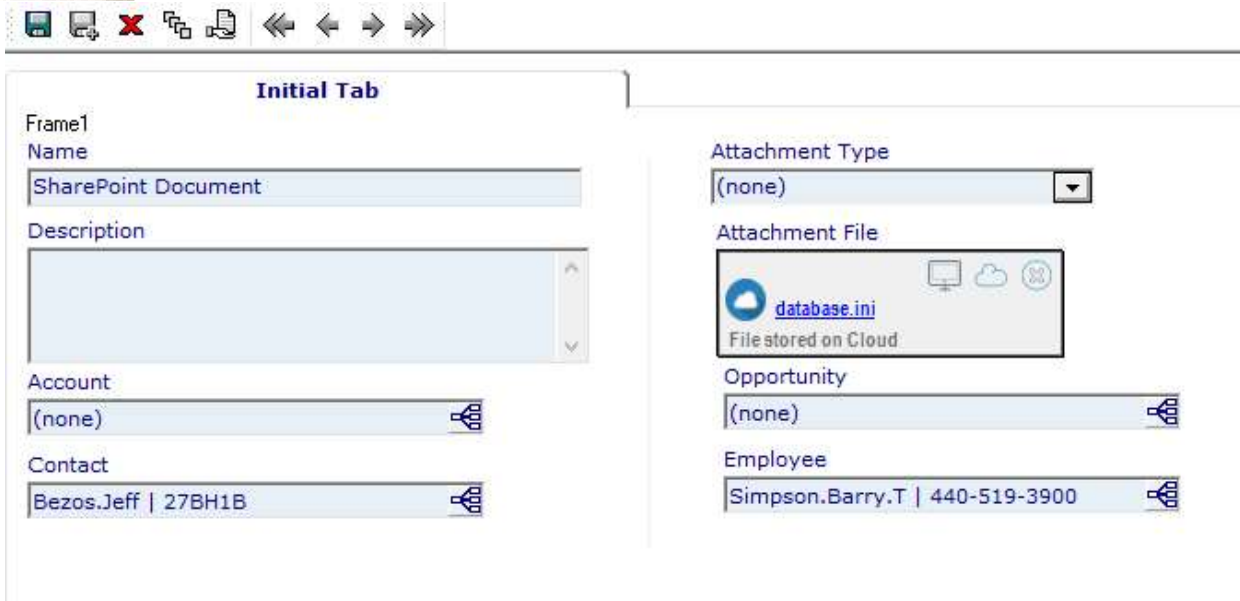 Initial Tab
Frame1
Name
SharePoint Document
Description
Account
(none)
Contact
Bezos.Jeff | 27BH1B
Attachment Type
(none)
Attachment File
database.ini
File stored on Cloud
Opportunity
(none)
Employee
Simpson.Barry.T | 440-519-3900